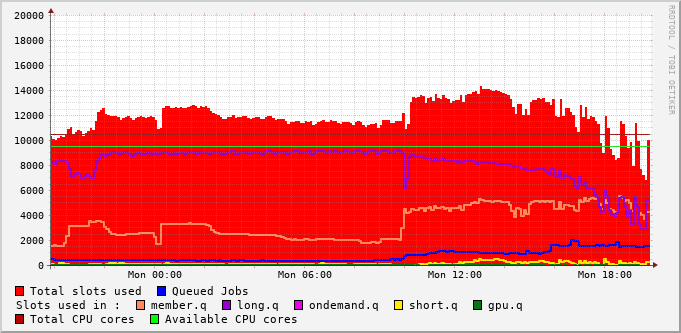 20000
18000
16000
14000
12000
10000
8000
6000
4000
2000
0
Mon 00:00 Mon 06:00 Mon 12:00 Mon 18:00
RRDTOOL / TOBI OETIKER
Total slots used Queued Jobs
Slots used in : member.q long.q ondemand.q short.q gpu.q
Total CPU cores Available CPU cores